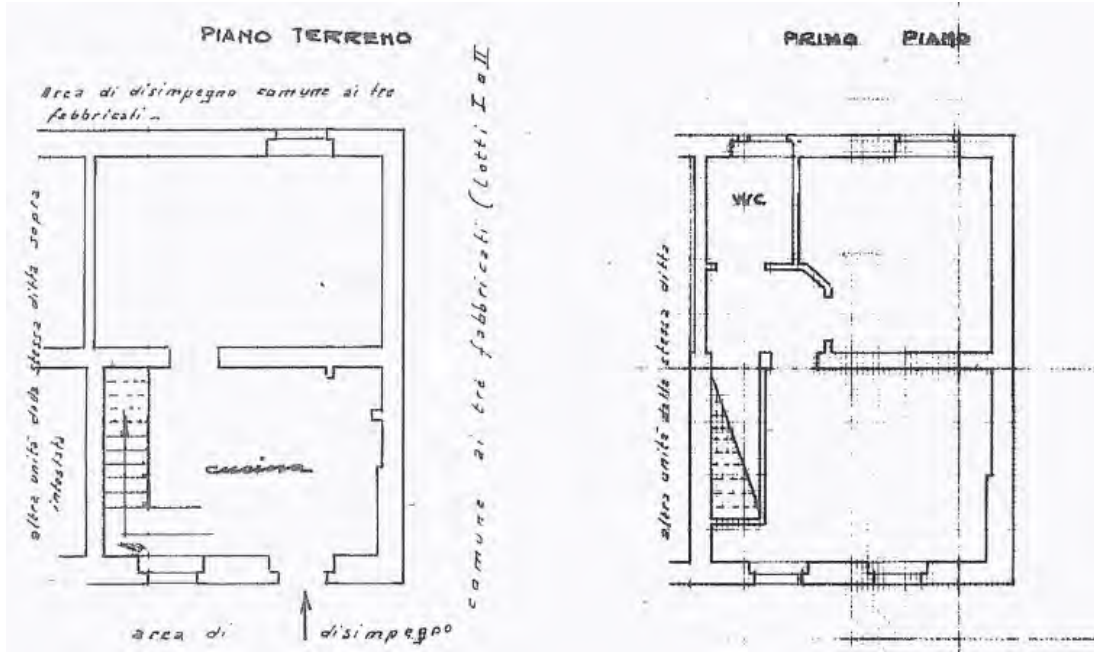 PIANO TERRENO
Area di disimpegno comune ai tre
fabbricati -
altra unità della stessa ditta sopra
intestata
cucina
comune ai tre fabbricati (Lotti I e II
area di disimpegno
PRIMO PIANO
W.C.
altra unità della stessa ditta